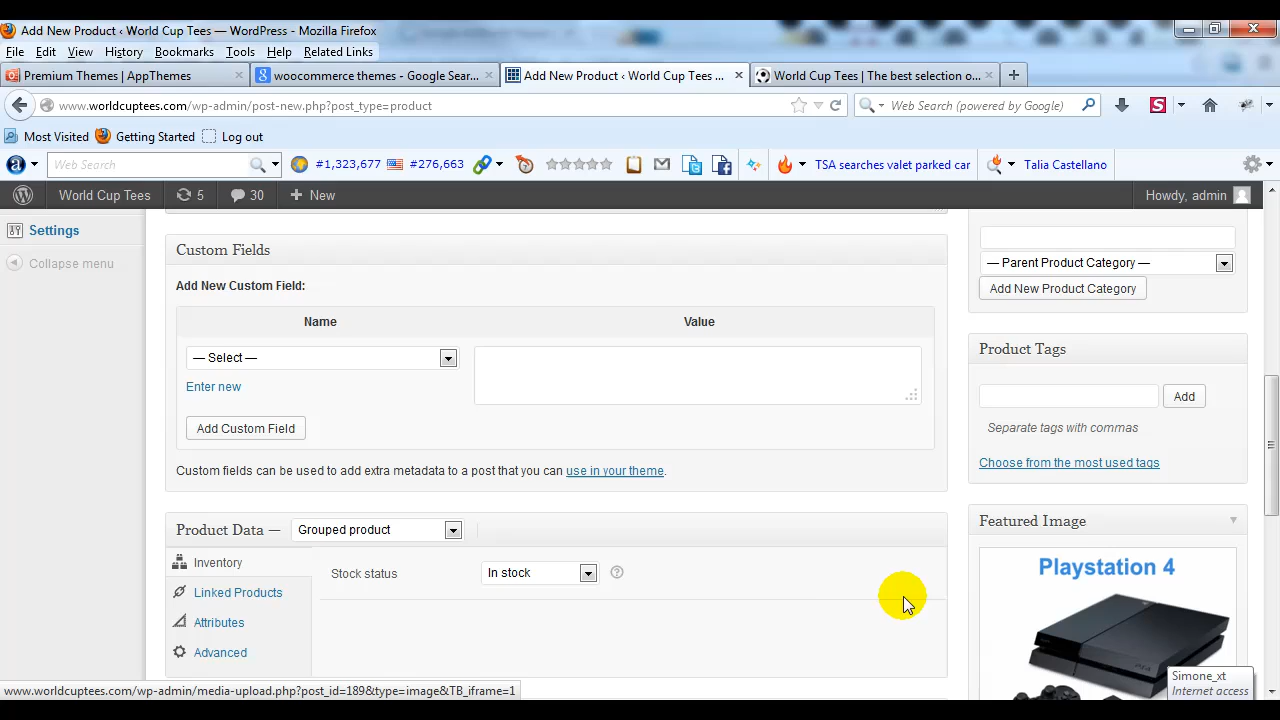 Add New Product ‹ World Cup Tees — WordPress - Mozilla Firefox
File Edit View History Bookmarks Tools Help Related Links
Premium Themes | AppThemes × woocommerce themes - Google Sear... × Add New Product ‹ World Cup Tees ... × World Cup Tees | The best selection o... ×
www.worldcuptees.com/wp-admin/post-new.php?post_type=product Web Search (powered by Google)
Most Visited Getting Started Log out
Web Search #1,323,677 #276,663 TSA searches valet parked car Talia Castellano
World Cup Tees 5 30 New Howdy, admin
Settings
Collapse menu
Custom Fields
Add New Custom Field:
Name Value
— Select —
Enter new
Add Custom Field
Custom fields can be used to add extra metadata to a post that you can use in your theme.
Product Data — Grouped product
Inventory
Linked Products
Attributes
Advanced
Stock status In stock
— Parent Product Category —
Add New Product Category
Product Tags
Add
Separate tags with commas
Choose from the most used tags
Featured Image
Playstation 4
www.worldcuptees.com/wp-admin/media-upload.php?post_id=189&type=image&TB_iframe=1
Simone_xt
Internet access